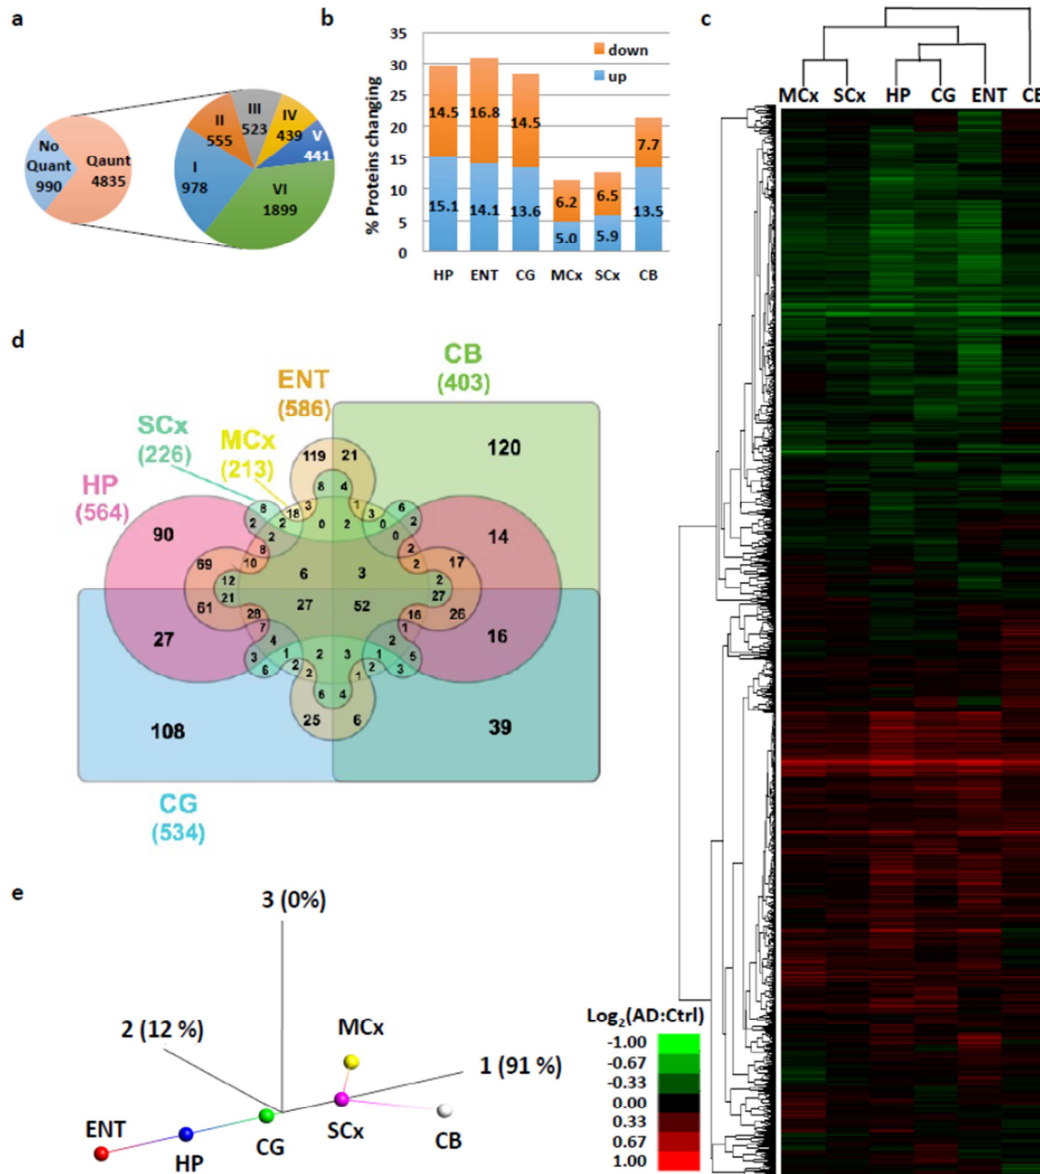 a
No
Quant
990
Qaunt
4835
I
978
II
555
III
523
IV
439
V
441
VI
1899
b
% Proteins changing
35
30
25
20
15
10
5
0
down
up
14.5
16.8
14.5
6.2
6.5
7.7
15.1
14.1
13.6
5.0
5.9
13.5
HP ENT CG MCx SCx CB
c
MCx SCx HP CG ENT CB
d
CB
(403)
ENT
(586)
SCx
(226)
MCx
(213)
HP
(564)
CG
(534)
119 21 120
8 4
8 18 3 1 3 6
2 2 0 2 0 2
2 0
90 8 2 14
69 10 2 17
12 6 3 2
21 27 52 27
61 28 16 26
27 7 1 16
4 2
3 1 2 3 1 5
6 2 2 1 2 3
6 4
108 25 6 39
e
3 (0%)
2 (12 %)
1 (91 %)
MCx
ENT
HP
CG
SCx
CB
Log2(AD:Ctrl)
-1.00
-0.67
-0.33
0.00
0.33
0.67
1.00